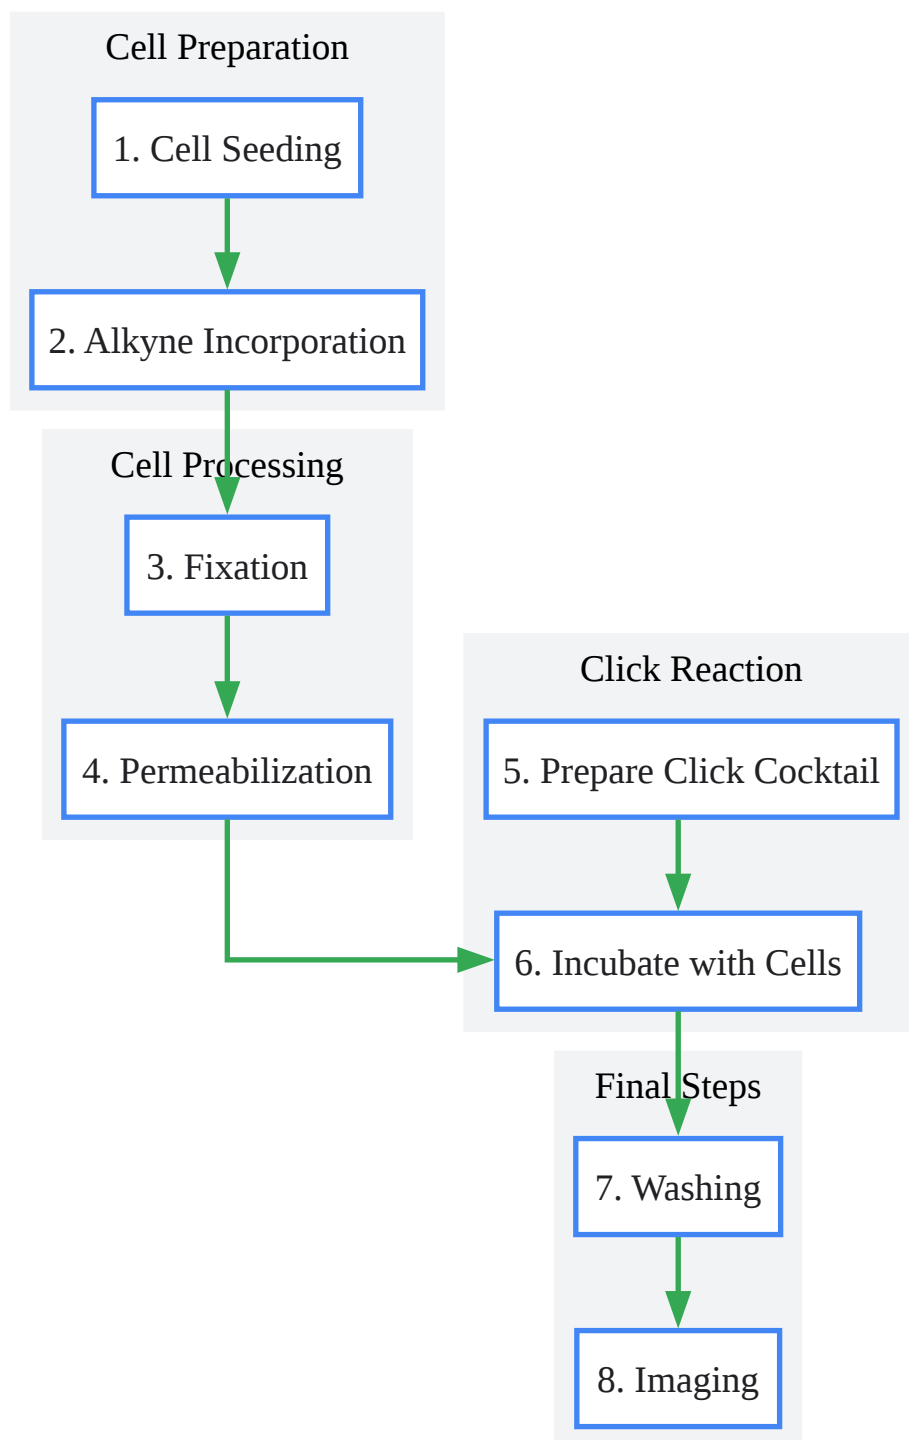 Cell Preparation
1. Cell Seeding
2. Alkyne Incorporation
Cell Processing
3. Fixation
4. Permeabilization
Click Reaction
5. Prepare Click Cocktail
6. Incubate with Cells
Final Steps
7. Washing
8. Imaging